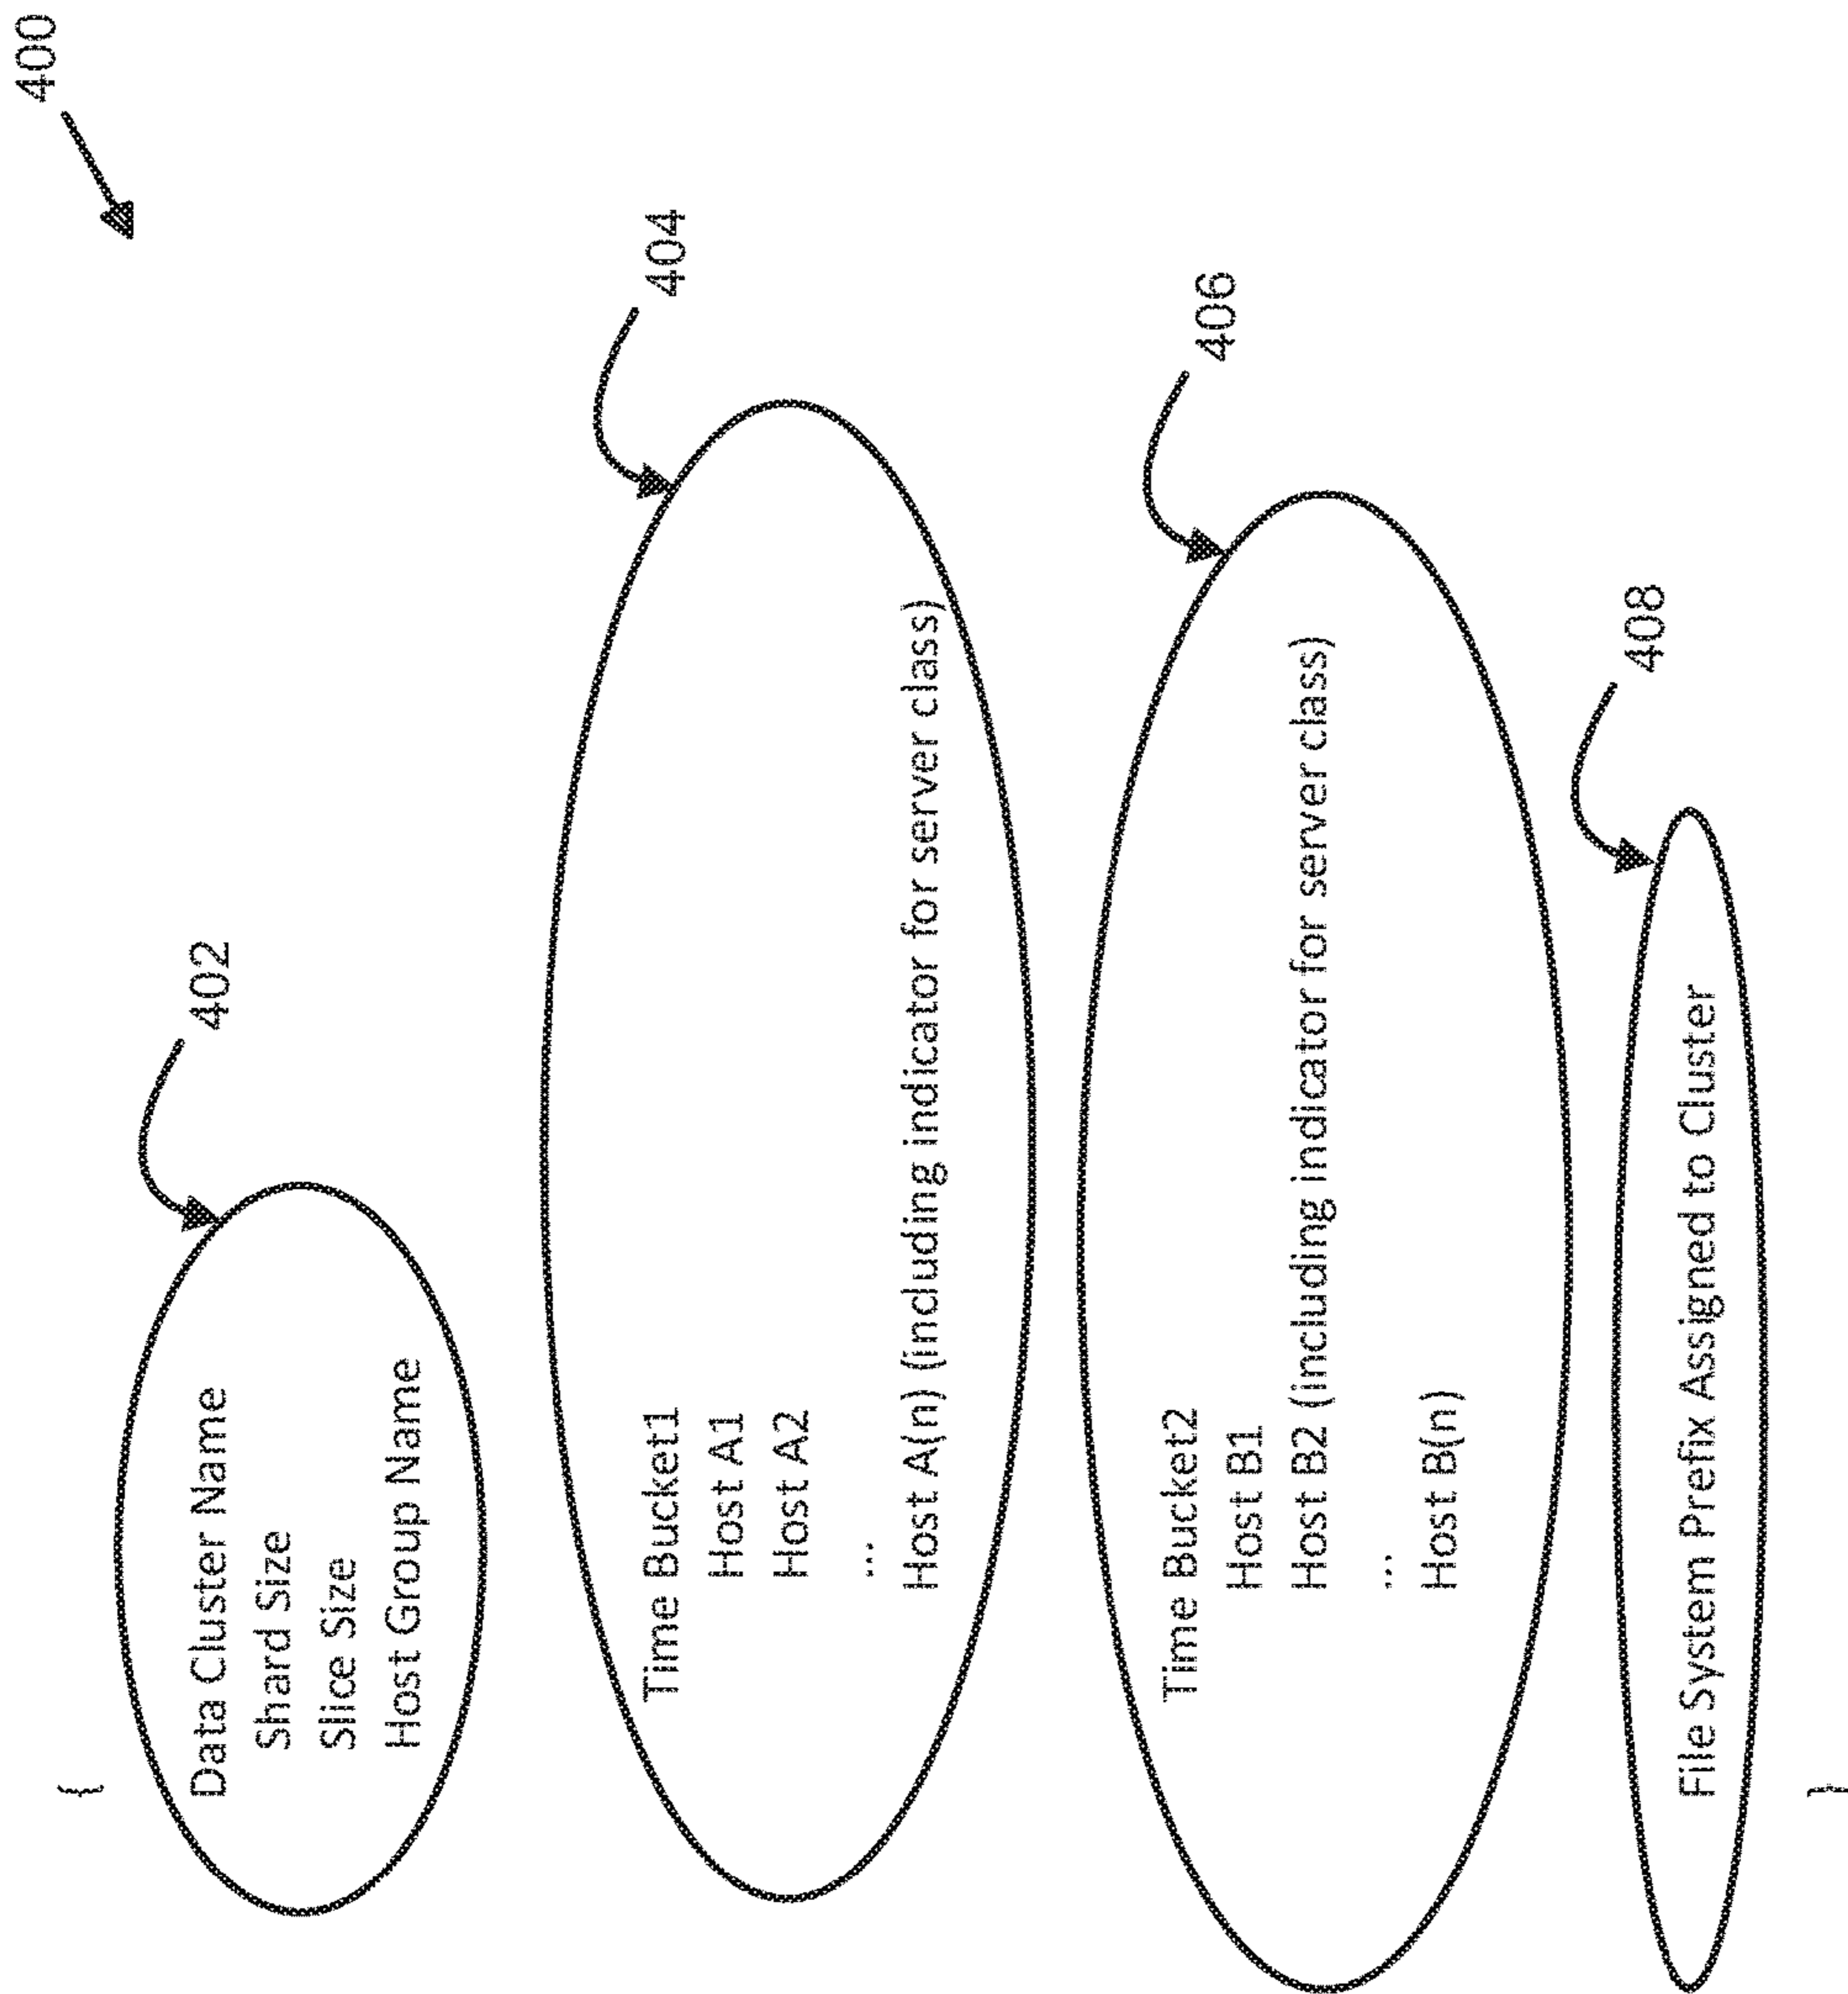 400
{
402
Data Cluster Name
Shard Size
Slice Size
Host Group Name
404
Time Bucket1
Host A1
Host A2
...
Host A(n) (including indicator for server class)
406
Time Bucket2
Host B1
Host B2 (including indicator for server class)
...
Host B(n)
408
File System Prefix Assigned to Cluster
}